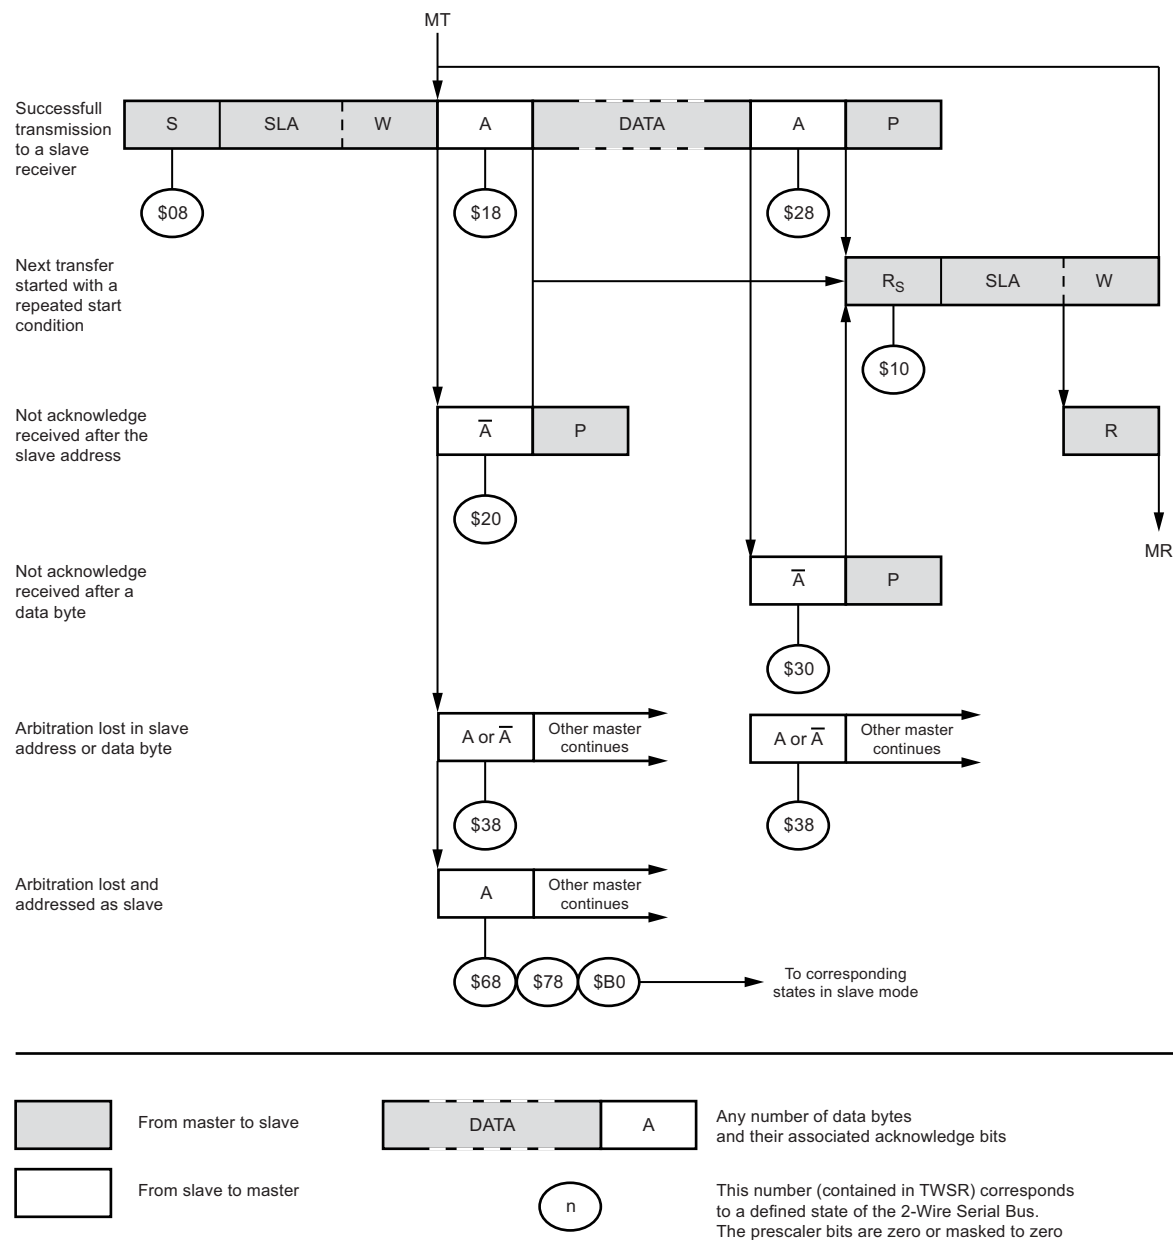 MT
Successfull
transmission
to a slave
receiver
S SLA W A DATA A P
$08 $18 $28
Next transfer
started with a
repeated start
condition
RS SLA W
$10
Not acknowledge
received after the
slave address
A̅ P
R
$20
MR
Not acknowledge
received after a
data byte
A̅ P
$30
Arbitration lost in slave
address or data byte
A or A̅
Other master
continues
A or A̅
Other master
continues
$38 $38
Arbitration lost and
addressed as slave
A
Other master
continues
$68 $78 $B0
To corresponding
states in slave mode
From master to slave
DATA A
Any number of data bytes
and their associated acknowledge bits
From slave to master
n
This number (contained in TWSR) corresponds
to a defined state of the 2-Wire Serial Bus.
The prescaler bits are zero or masked to zero